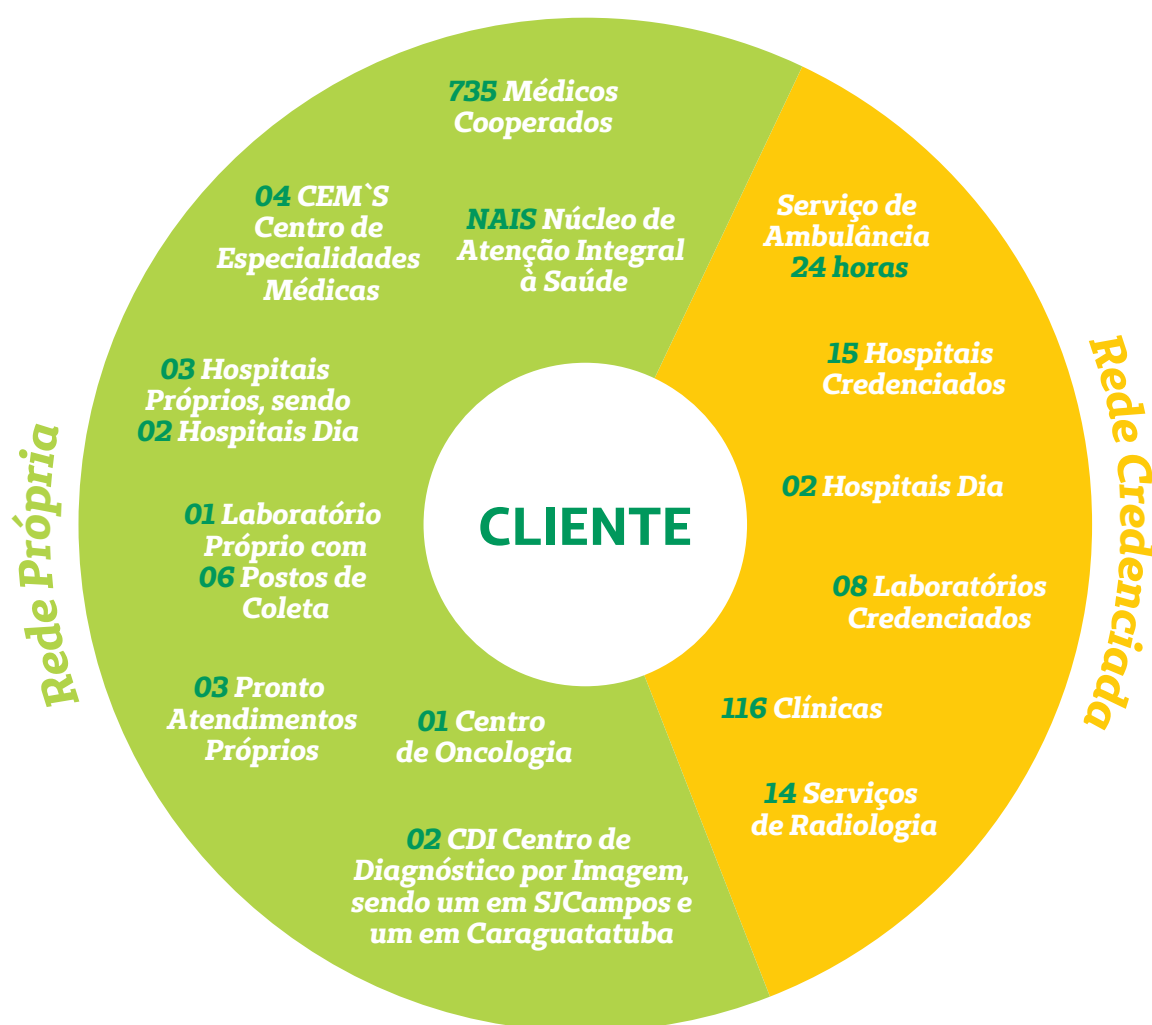 Rede Própria
735 Médicos
Cooperados
04 CEM`S
Centro de
Especialidades
Médicas
NAIS Núcleo de
Atenção Integral
à Saúde
03 Hospitais
Próprios, sendo
02 Hospitais Dia
01 Laboratório
Próprio com
06 Postos de
Coleta
03 Pronto
Atendimentos
Próprios
01 Centro
de Oncologia
02 CDI Centro de
Diagnóstico por Imagem,
sendo um em SJCampos e
um em Caraguatatuba
CLIENTE
Rede Credenciada
Serviço de
Ambulância
24 horas
15 Hospitais
Credenciados
02 Hospitais Dia
08 Laboratórios
Credenciados
116 Clínicas
14 Serviços
de Radiologia